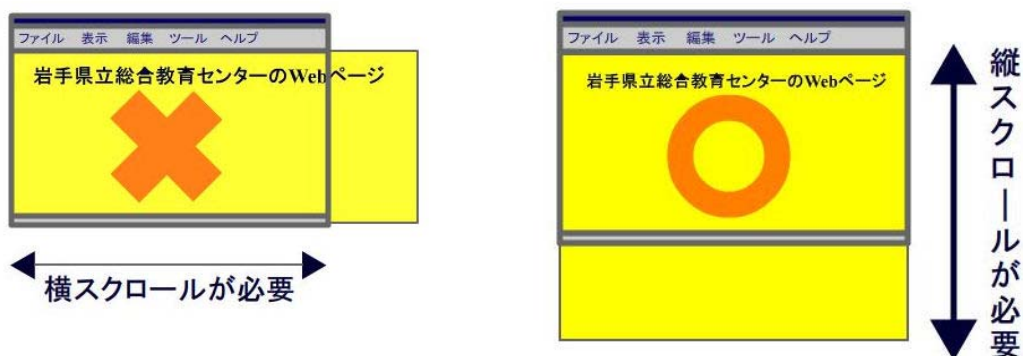 ファイル 表示 編集 ツール ヘルプ
岩手県立総合教育センターのWebページ
横スクロールが必要
ファイル 表示 編集 ツール ヘルプ
岩手県立総合教育センターのWebページ
縦スクロールが必要